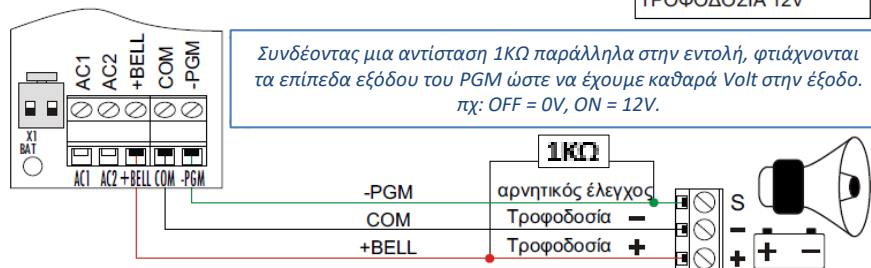 ΤΡΟΦΟΔΟΣΙΑ 12V
Συνδέοντας μια αντίσταση 1ΚΩ παράλληλα στην εντολή, φτιάχνονται
τα επίπεδα εξόδου του PGM ώστε να έχουμε καθαρά Volt στην έξοδο.
πχ: OFF = 0V, ON = 12V.
AC1
AC2
+BELL
COM
-PGM
X1
BAT
AC1 AC2 +BELL COM -PGM
1ΚΩ
-PGM αρνητικός έλεγχος S
COM Τροφοδοσία − −
+BELL Τροφοδοσία + +
+ −